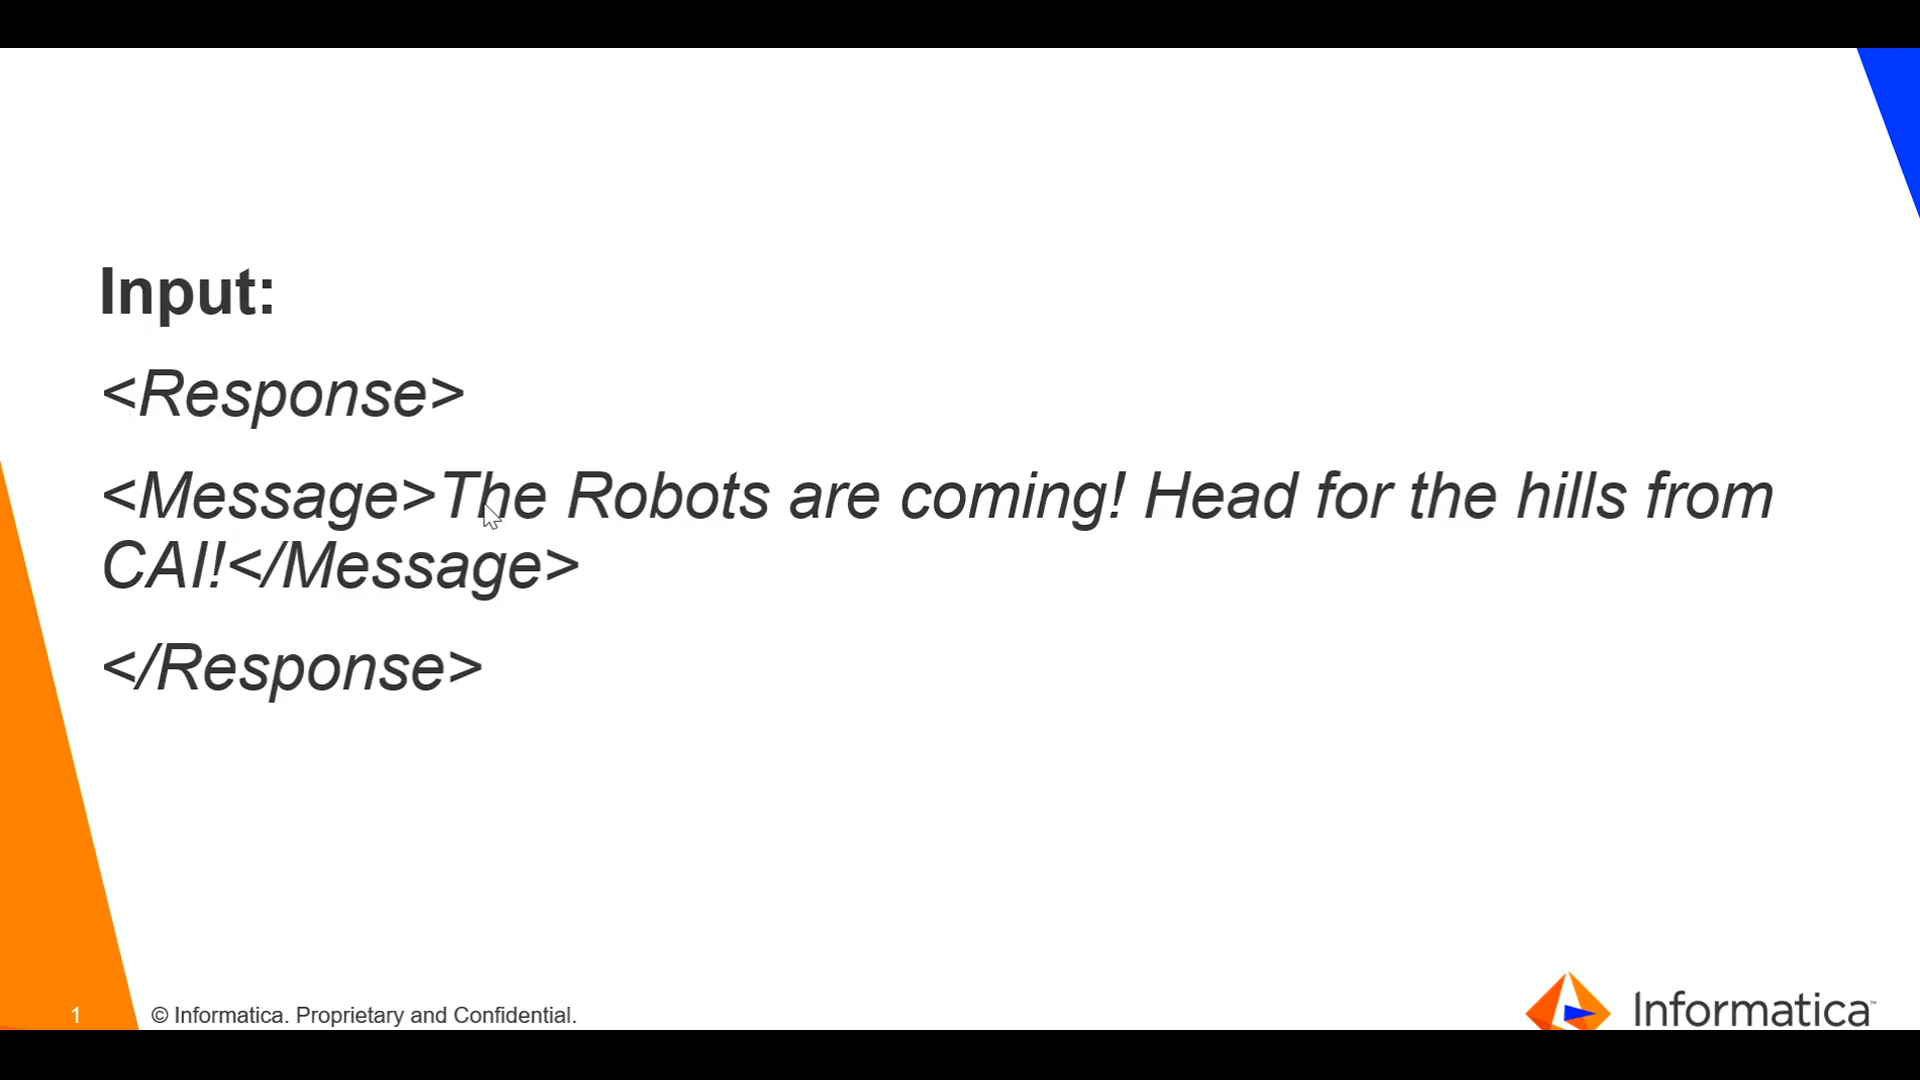 Input:
<Response>
<Message>The Robots are coming! Head for the hills from
CAI!</Message>
</Response>
1
© Informatica. Proprietary and Confidential.
Informatica™